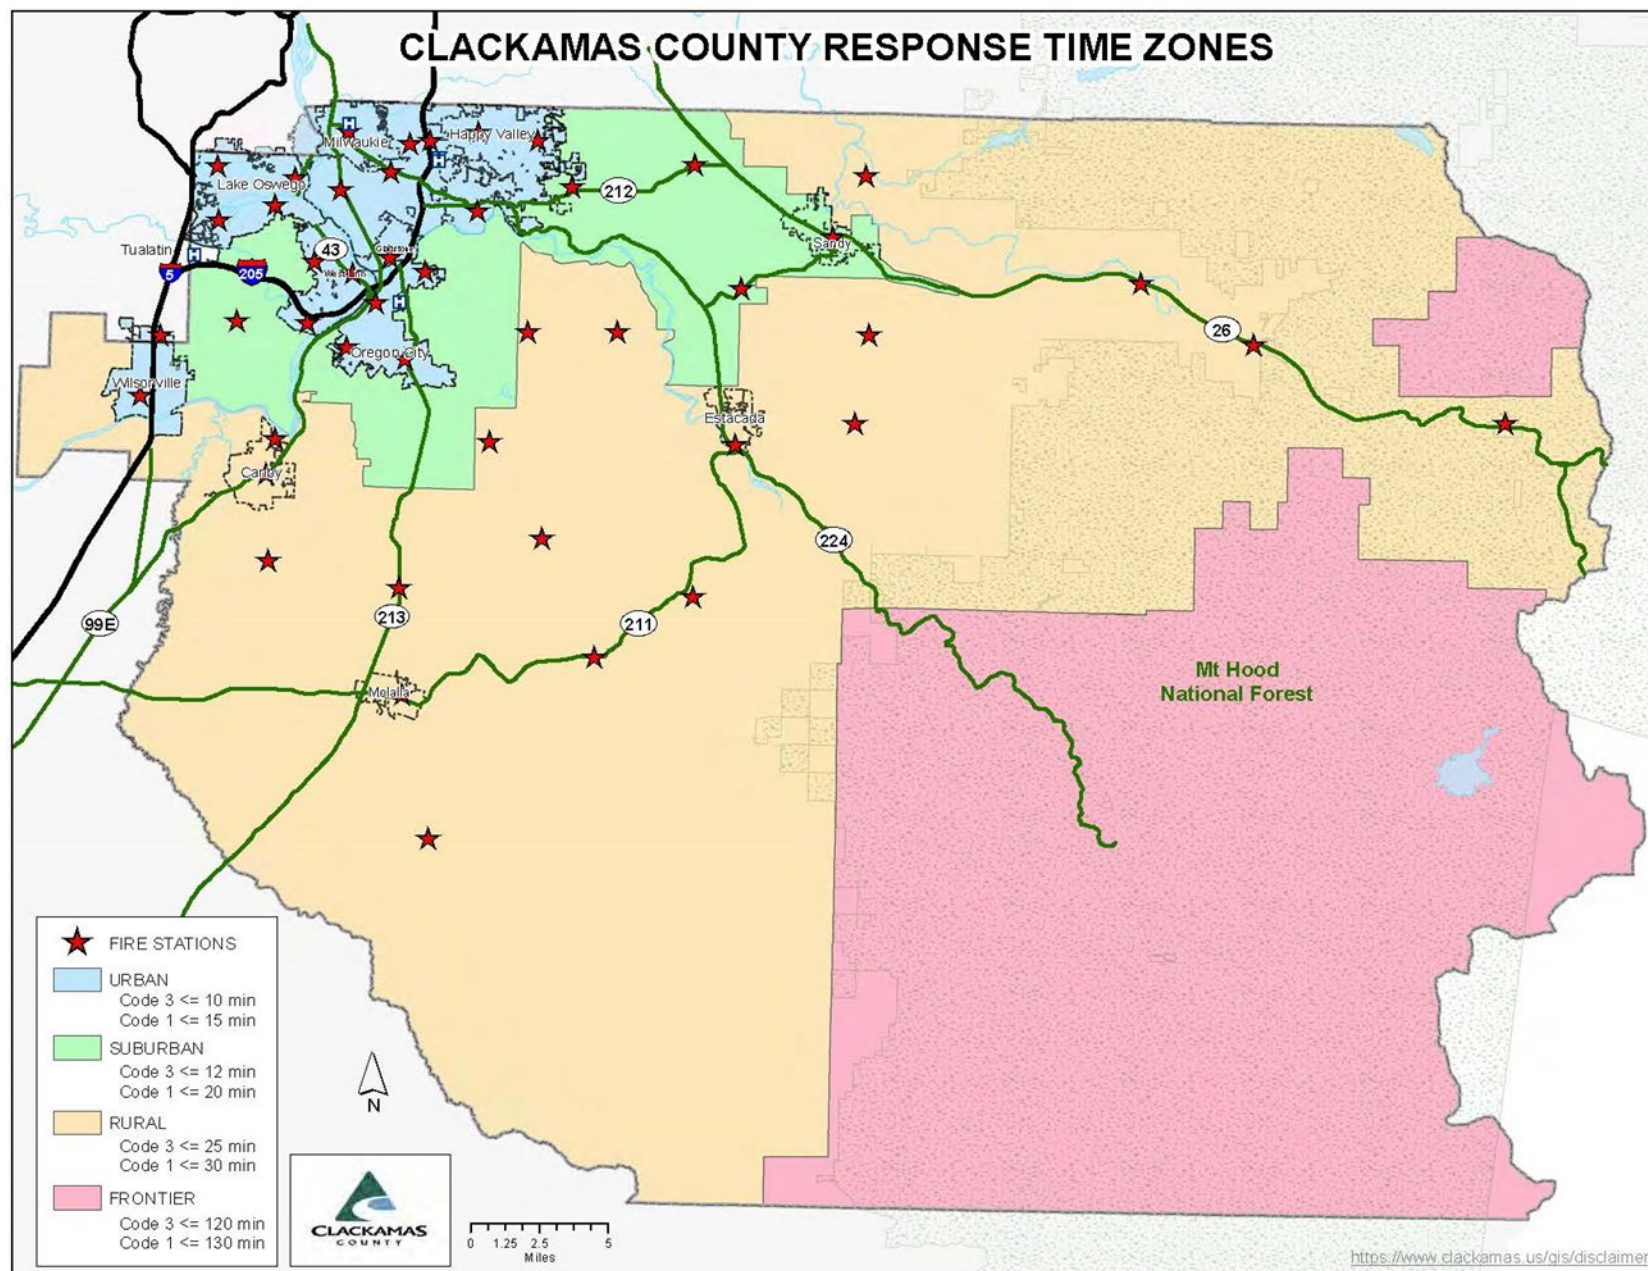 CLACKAMAS COUNTY RESPONSE TIME ZONES
H
Milwaukie
Happy Valley
H
Lake Oswego
212
Tualatin
H
43
Gladstone
Sandy
5
205
West Linn
H
26
Oregon City
Wilsonville
Estacada
Canby
224
99E
213
211
Mt Hood
National Forest
Molalla
FIRE STATIONS
URBAN
Code 3 <= 10 min
Code 1 <= 15 min
SUBURBAN
Code 3 <= 12 min
Code 1 <= 20 min
RURAL
Code 3 <= 25 min
Code 1 <= 30 min
FRONTIER
Code 3 <= 120 min
Code 1 <= 130 min
N
CLACKAMAS
COUNTY
0 1.25 2.5 5
Miles
https://www.clackamas.us/gis/disclaimer